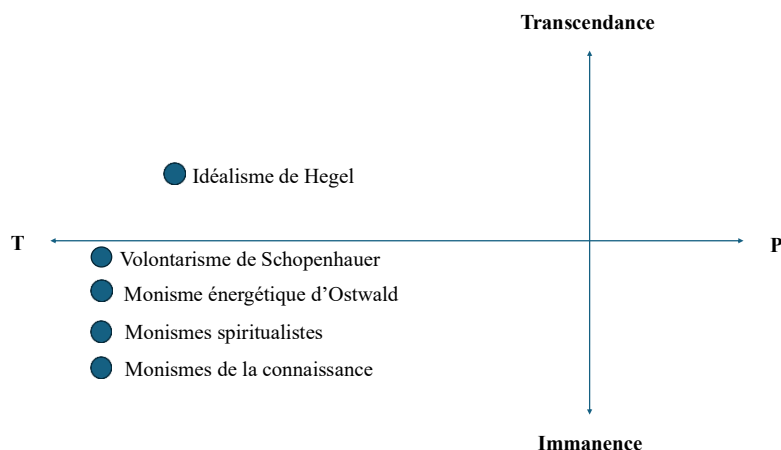 Transcendance
Idéalisme de Hegel
T
P
Volontarisme de Schopenhauer
Monisme énergétique d’Ostwald
Monismes spiritualistes
Monismes de la connaissance
Immanence